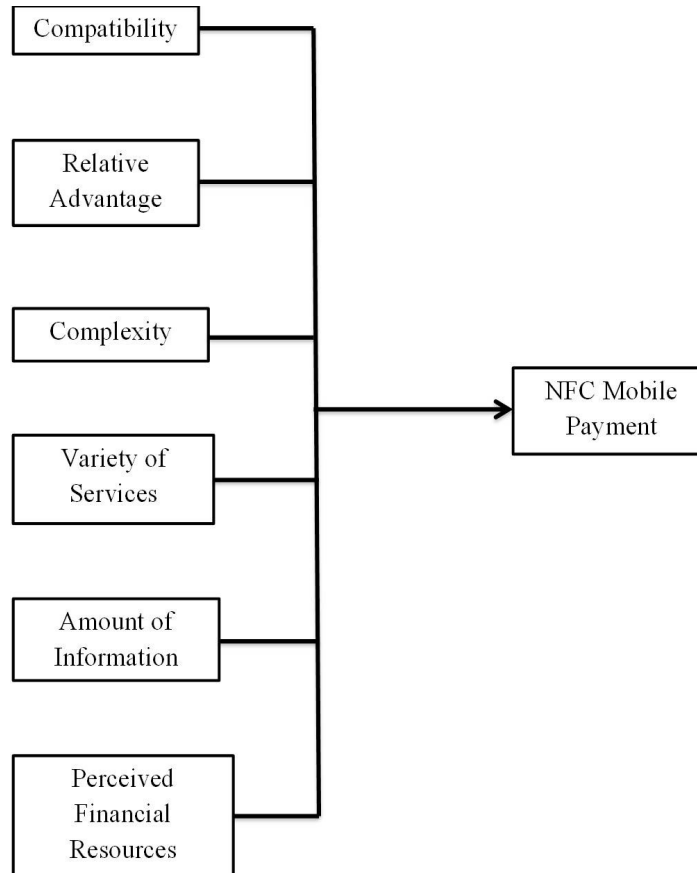 Compatibility
Relative
Advantage
Complexity
Variety of
Services
Amount of
Information
Perceived
Financial
Resources
NFC Mobile
Payment